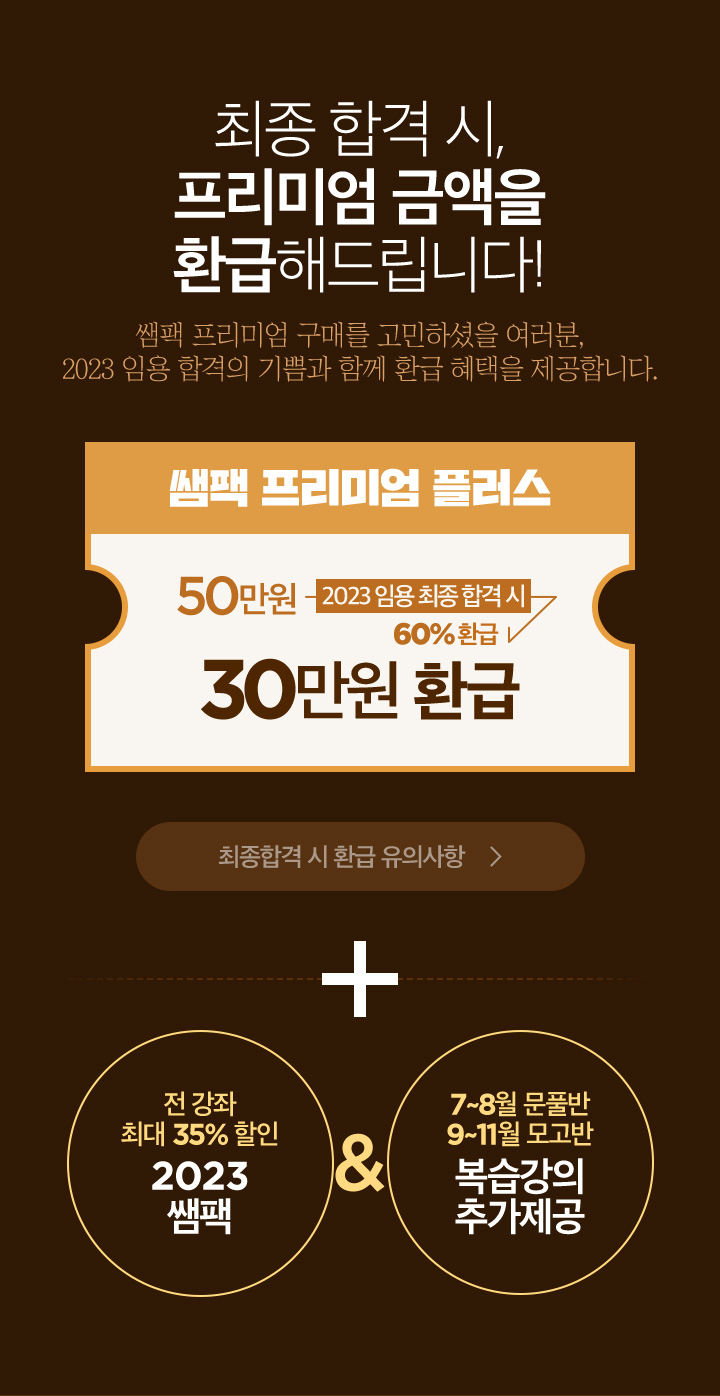 최종 합격 시,
프리미엄 금액을
환급해드립니다!
쌤팩 프리미엄 구매를 고민하셨을 여러분,
2023 임용 합격의 기쁨과 함께 환급 혜택을 제공합니다.
쌤팩 프리미엄 플러스
50만원 2023 임용 최종 합격 시
60% 환급
30만원 환급
최종합격 시 환급 유의사항 >
+
전 강좌
최대 35% 할인
2023
쌤팩
&
7~8월 문풀반
9~11월 모고반
복습강의
추가제공